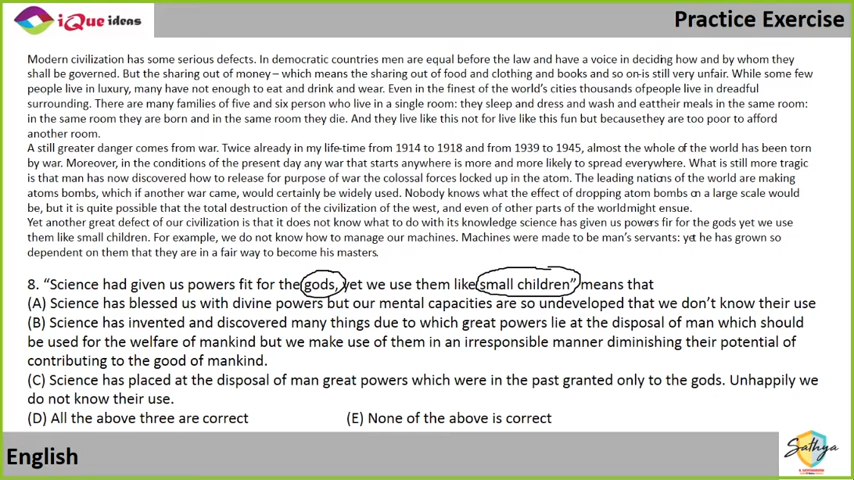 iQue ideas
Practice Exercise
Modern civilization has some serious defects. In democratic countries men are equal before the law and have a voice in deciding how and by whom they
shall be governed. But the sharing out of money – which means the sharing out of food and clothing and books and so on-is still very unfair. While some few
people live in luxury, many have not enough to eat and drink and wear. Even in the finest of the world's cities thousands of people live in dreadful
surrounding. There are many families of five and six person who live in a single room: they sleep and dress and wash and eattheir meals in the same room:
in the same room they are born and in the same room they die. And they live like this not for live like this fun but becausethey are too poor to afford
another room.
A still greater danger comes from war. Twice already in my life-time from 1914 to 1918 and from 1939 to 1945, almost the whole of the world has been torn
by war. Moreover, in the conditions of the present day any war that starts anywhere is more and more likely to spread everywhere. What is still more tragic
is that man has now discovered how to release for purpose of war the colossal forces locked up in the atom. The leading nations of the world are making
atoms bombs, which if another war came, would certainly be widely used. Nobody knows what the effect of dropping atom bombs on a large scale would
be, but it is quite possible that the total destruction of the civilization of the west, and even of other parts of the world might ensue.
Yet another great defect of our civilization is that it does not know what to do with its knowledge science has given us powers fir for the gods yet we use
them like small children. For example, we do not know how to manage our machines. Machines were made to be man's servants: yet he has grown so
dependent on them that they are in a fair way to become his masters.
8. "Science had given us powers fit for the gods, yet we use them like small children" means that
(A) Science has blessed us with divine powers but our mental capacities are so undeveloped that we don't know their use
(B) Science has invented and discovered many things due to which great powers lie at the disposal of man which should
be used for the welfare of mankind but we make use of them in an irresponsible manner diminishing their potential of
contributing to the good of mankind.
(C) Science has placed at the disposal of man great powers which were in the past granted only to the gods. Unhappily we
do not know their use.
(D) All the above three are correct (E) None of the above is correct
English
Sathya